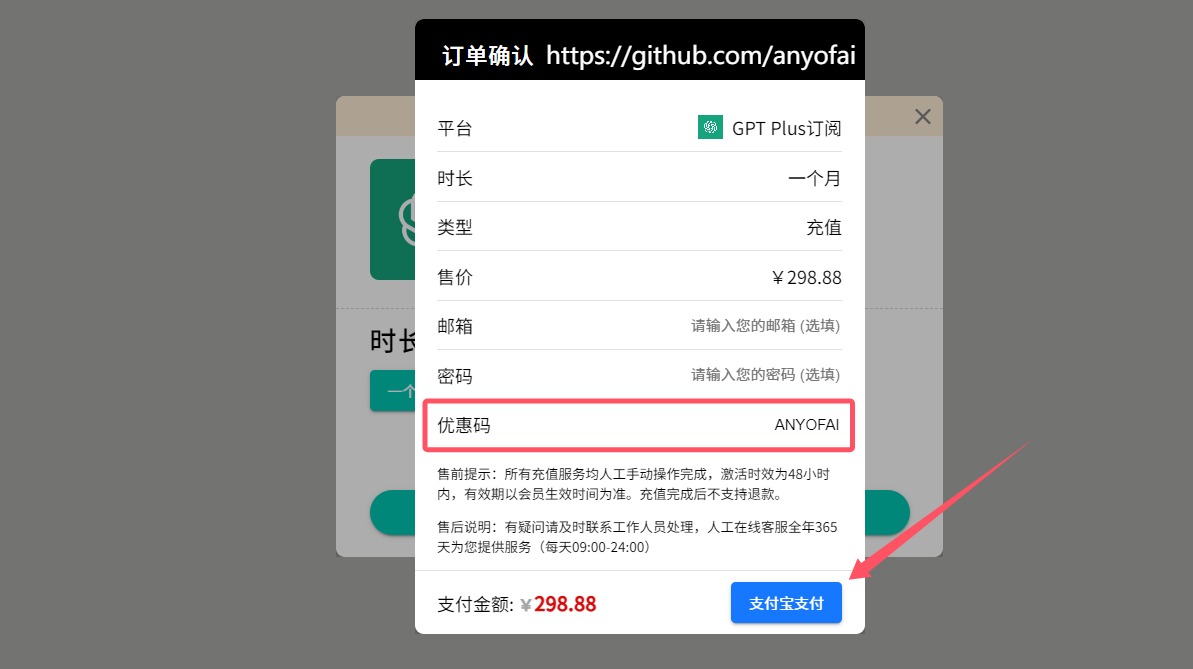 订单确认 https://github.com/anyofai
平台 GPT Plus订阅
时长 一个月
类型 充值
售价 ￥298.88
邮箱 请输入您的邮箱 (选填)
密码 请输入您的密码 (选填)
优惠码 ANYOFAI
售前提示：所有充值服务均人工手动操作完成，激活时效为48小时
内，有效期以会员生效时间为准。充值完成后不支持退款。
售后说明：有疑问请及时联系工作人员处理，人工在线客服全年365
天为您提供服务（每天09:00-24:00）
支付金额: ￥298.88 支付宝支付
时长
一个